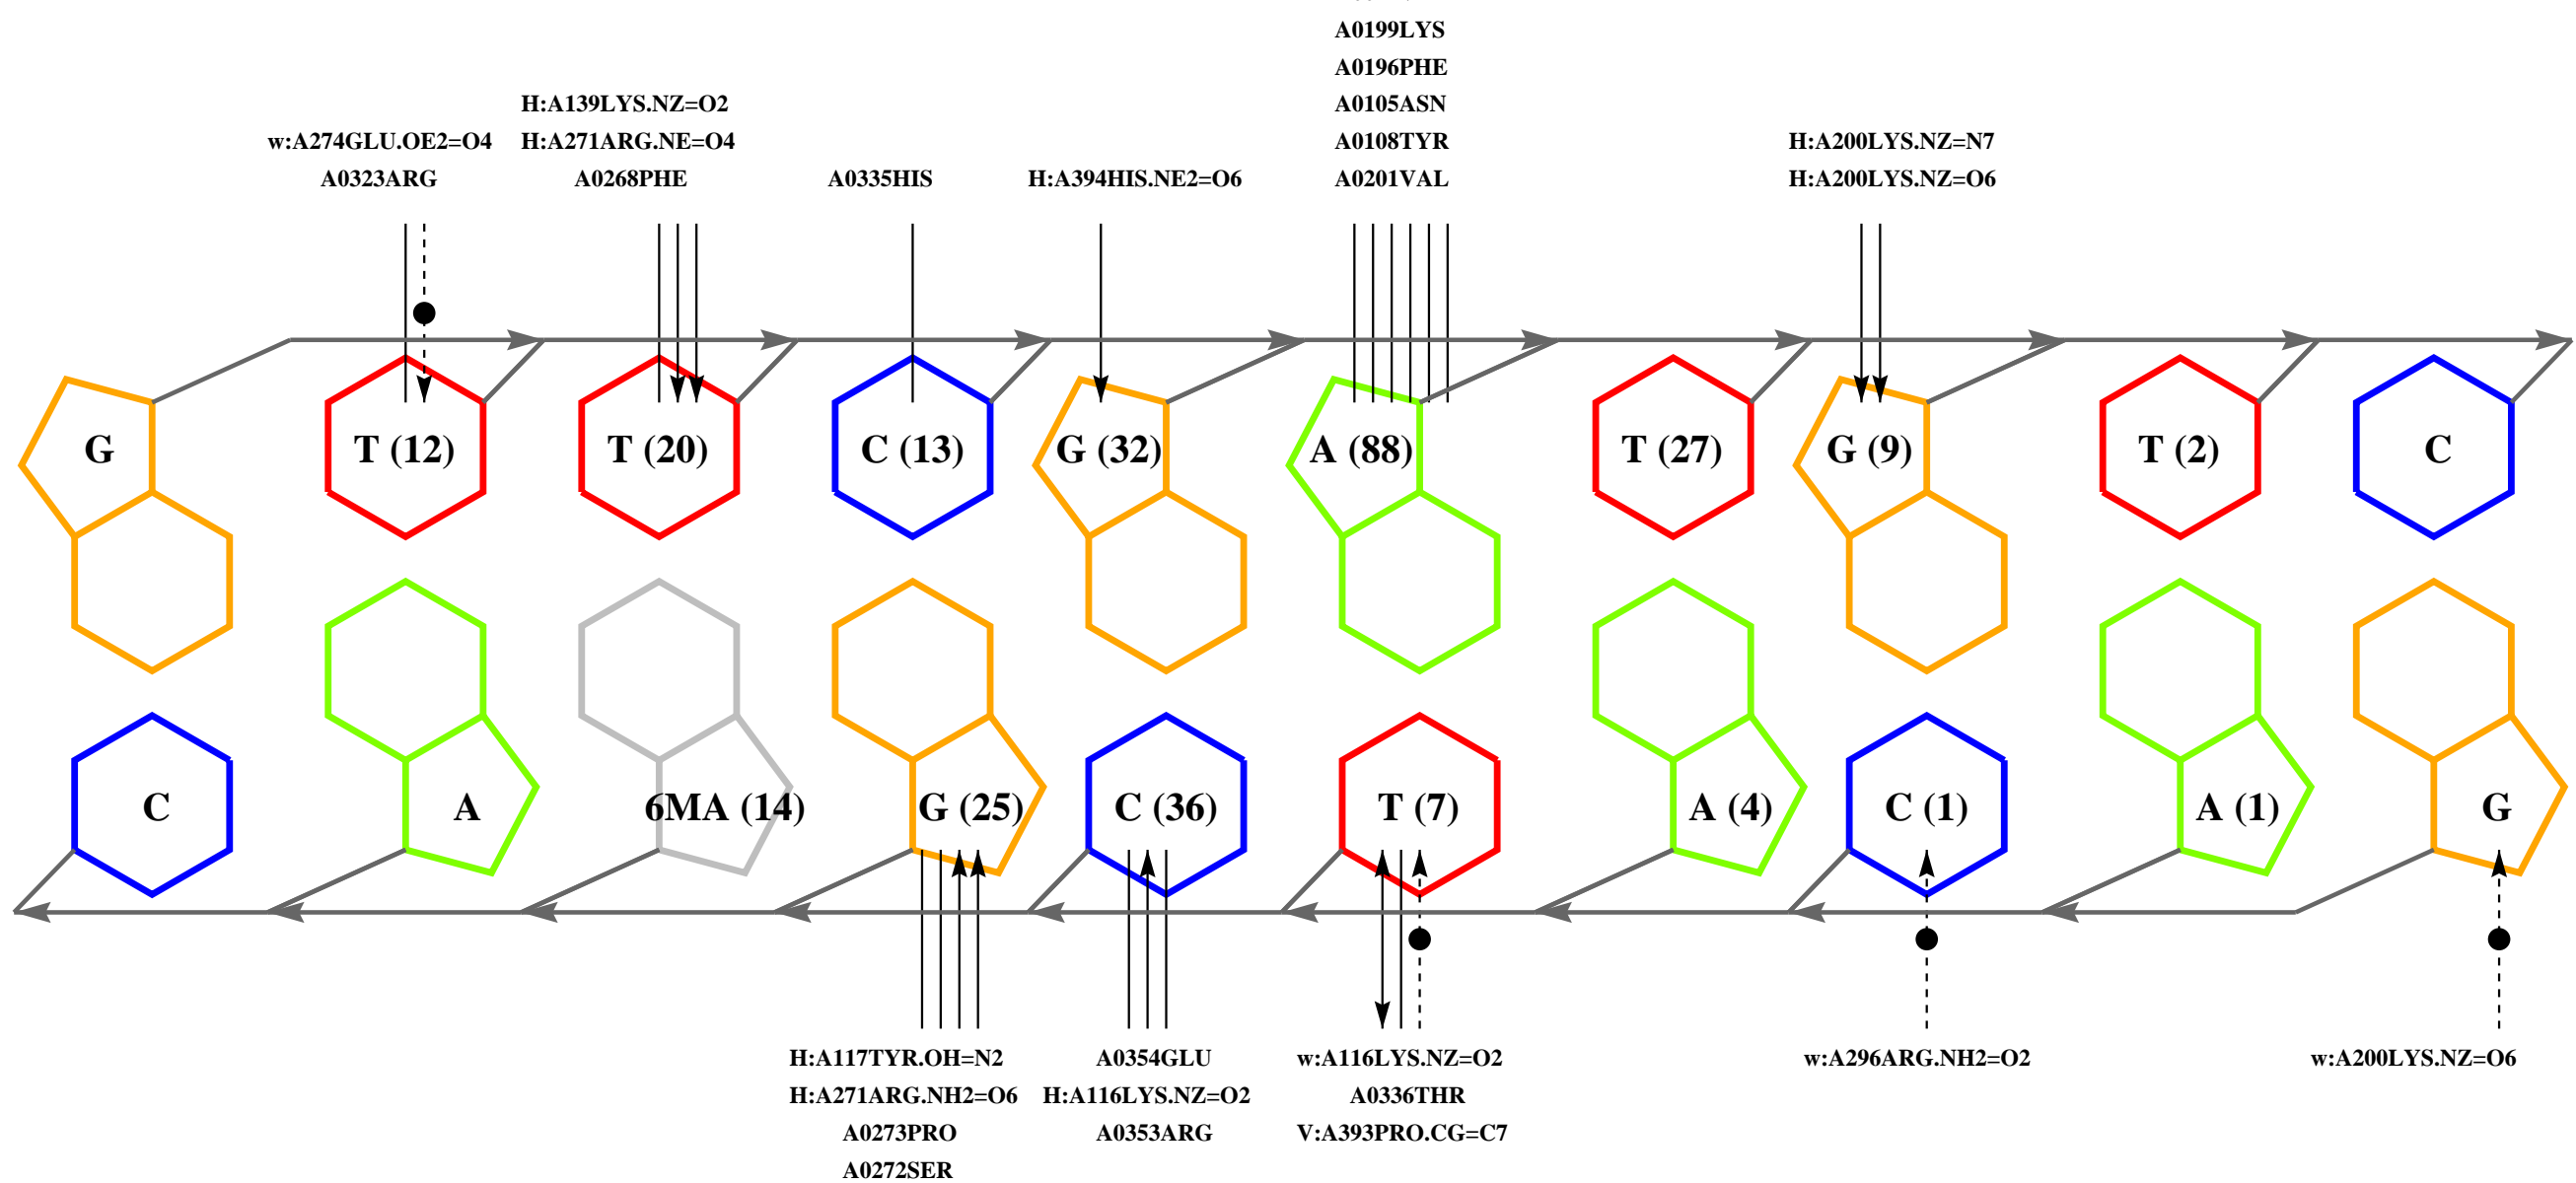 A0199LYS
A0196PHE
H:A139LYS.NZ=O2 A0105ASN
w:A274GLU.OE2=O4 H:A271ARG.NE=O4 A0108TYR H:A200LYS.NZ=N7
A0323ARG A0268PHE A0335HIS H:A394HIS.NE2=O6 A0201VAL H:A200LYS.NZ=O6
G T (12) T (20) C (13) G (32) A (88) T (27) G (9) T (2) C
C A 6MA (14) G (25) C (36) T (7) A (4) C (1) A (1) G
H:A117TYR.OH=N2 A0354GLU w:A116LYS.NZ=O2 w:A296ARG.NH2=O2 w:A200LYS.NZ=O6
H:A271ARG.NH2=O6 H:A116LYS.NZ=O2 A0336THR
A0273PRO A0353ARG V:A393PRO.CG=C7
A0272SER